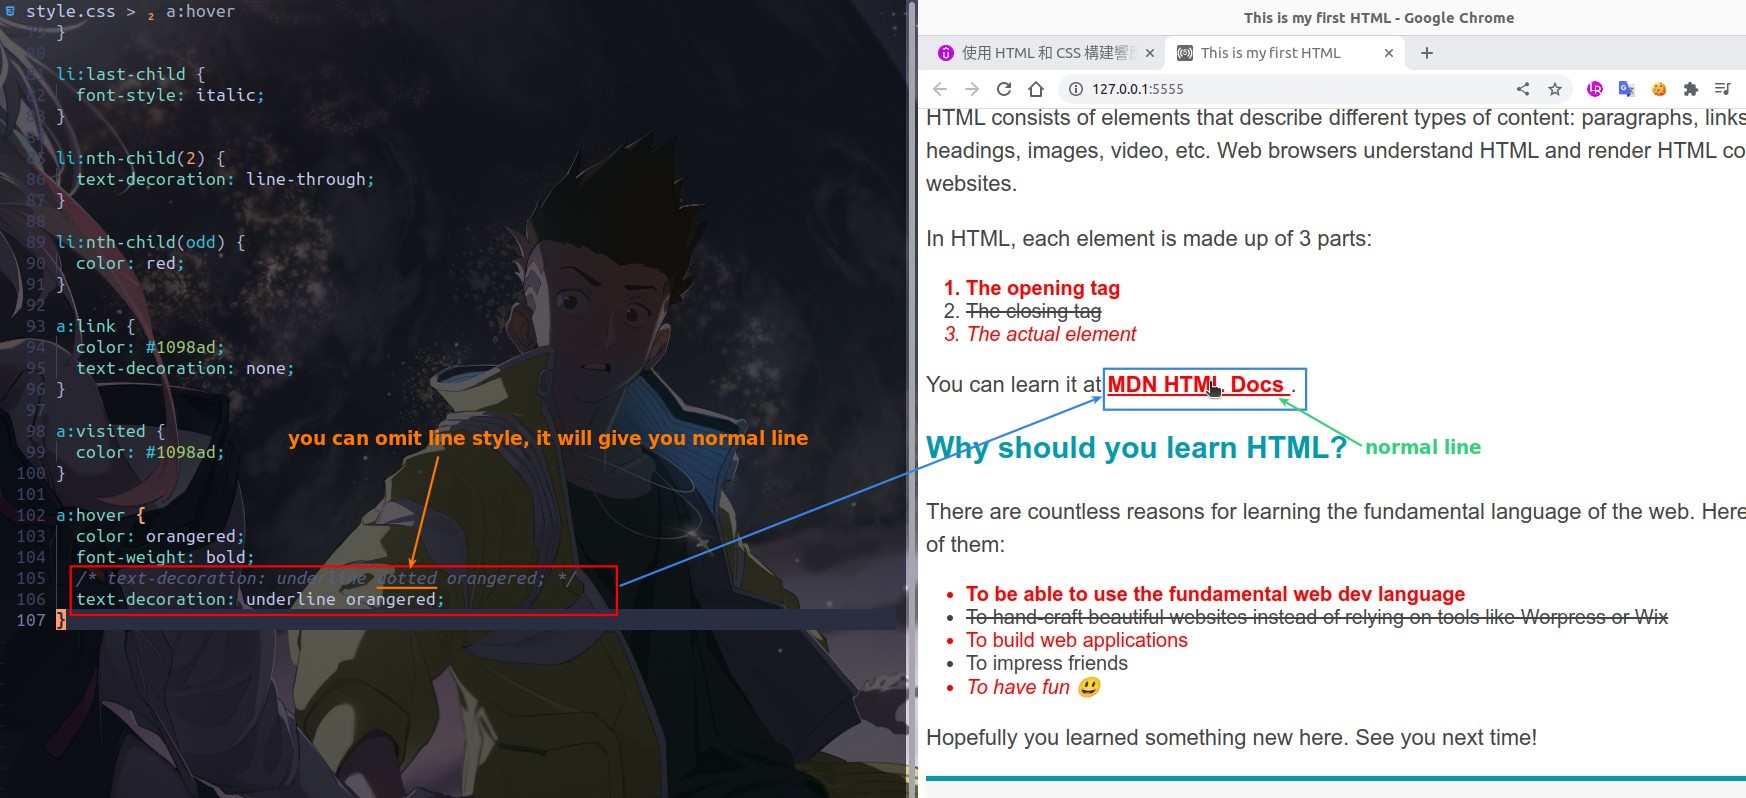 style.css > a:hover
79 }
80
81 li:last-child {
82 font-style: italic;
83 }
84
85 li:nth-child(2) {
86 text-decoration: line-through;
87 }
88
89 li:nth-child(odd) {
90 color: red;
91 }
92
93 a:link {
94 color: #1098ad;
95 text-decoration: none;
96 }
97
98 a:visited {
99 color: #1098ad;
100 }
101
102 a:hover {
103 color: orangered;
104 font-weight: bold;
105 /* text-decoration: underline dotted orangered; */
106 text-decoration: underline orangered;
107 }
you can omit line style, it will give you normal line
This is my first HTML - Google Chrome
使用 HTML 和 CSS 構建響
This is my first HTML
127.0.0.1:5555
HTML consists of elements that describe different types of content: paragraphs, links
headings, images, video, etc. Web browsers understand HTML and render HTML co
websites.
In HTML, each element is made up of 3 parts:
1. The opening tag
2. The closing tag
3. The actual element
You can learn it at MDN HTML Docs .
Why should you learn HTML?
normal line
There are countless reasons for learning the fundamental language of the web. Here
of them:
• To be able to use the fundamental web dev language
• To hand-craft beautiful websites instead of relying on tools like Worpress or Wix
• To build web applications
• To impress friends
• To have fun 😃
Hopefully you learned something new here. See you next time!